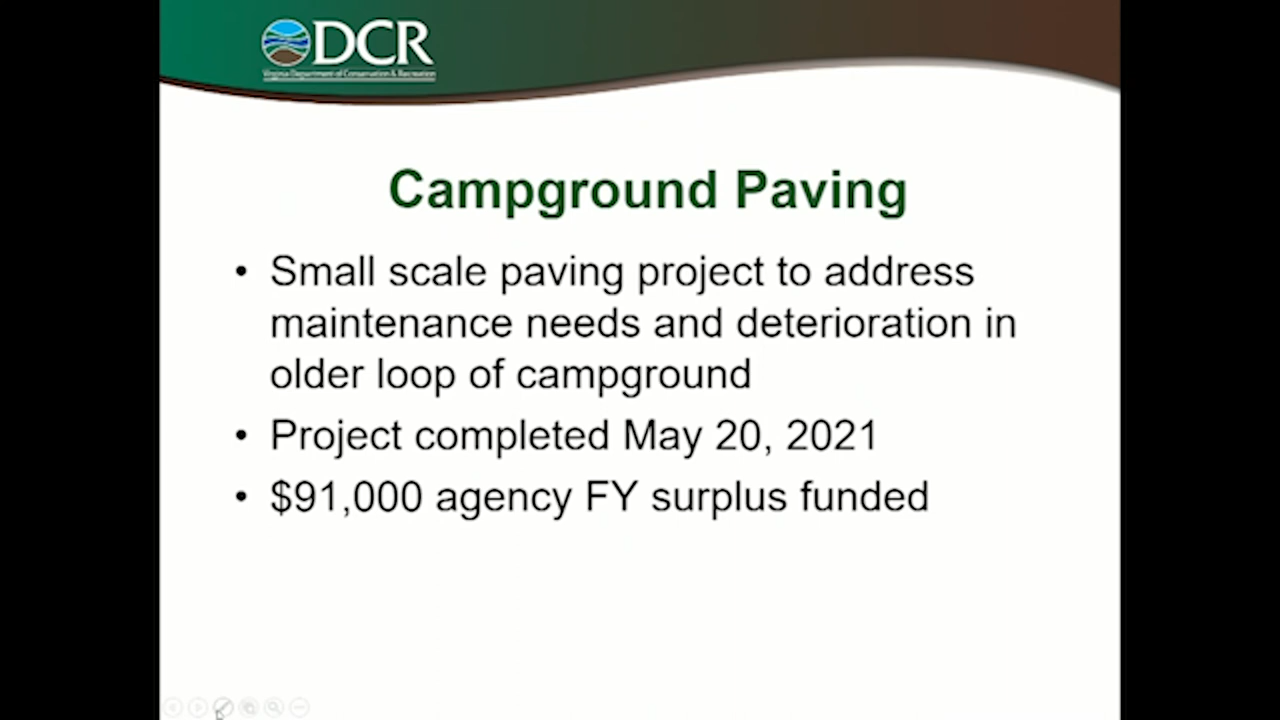 DCR
Virginia Department of Conservation & Recreation
Campground Paving
• Small scale paving project to address
maintenance needs and deterioration in
older loop of campground
• Project completed May 20, 2021
• $91,000 agency FY surplus funded